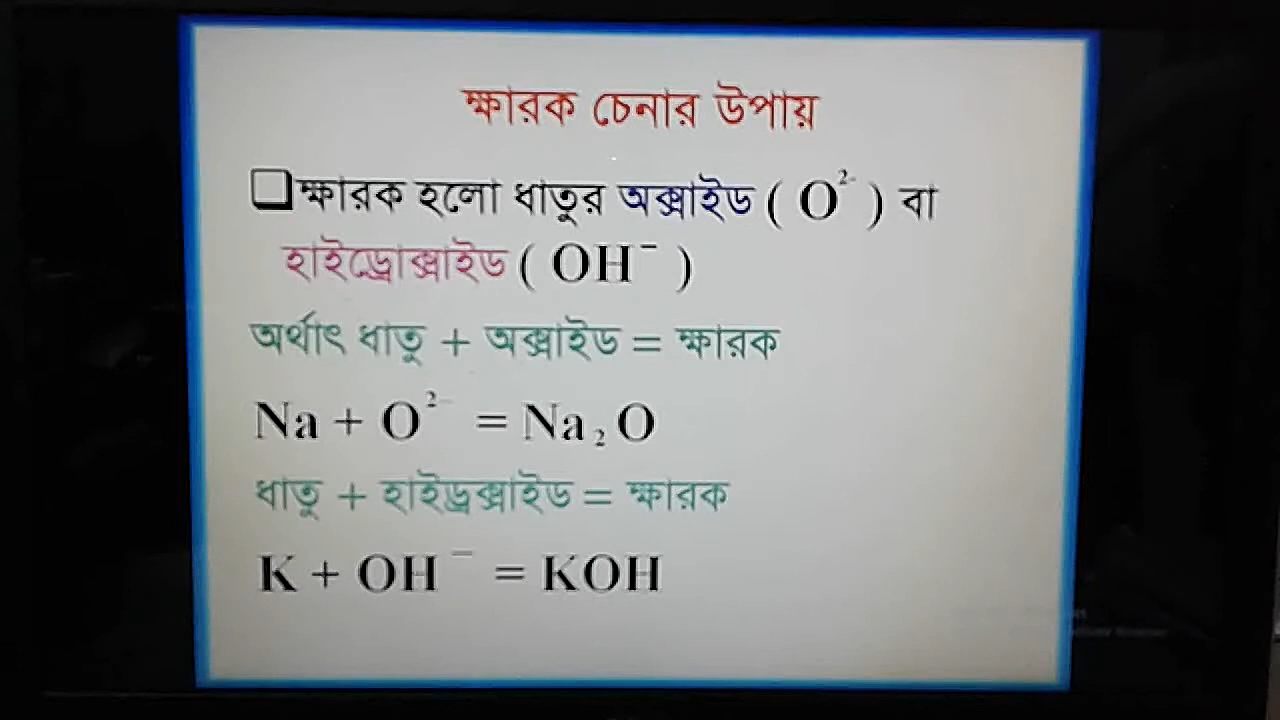 ক্ষারক চেনার উপায়
❑ক্ষারক হলো ধাতুর অক্সাইড ( O²⁻ ) বা
হাইড্রোক্সাইড ( OH⁻ )
অর্থাৎ ধাতু + অক্সাইড = ক্ষারক
Na + O²⁻ = Na₂O
ধাতু + হাইড্রক্সাইড = ক্ষারক
K + OH⁻ = KOH